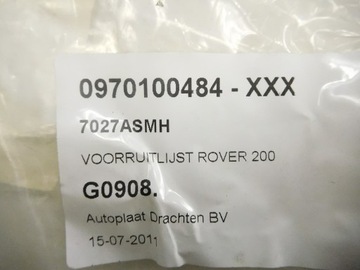 0970100484 - XXX
7027ASMH
VOORRUITLIJST ROVER 200
G0908.
Autoplaat Drachten BV
15-07-2011